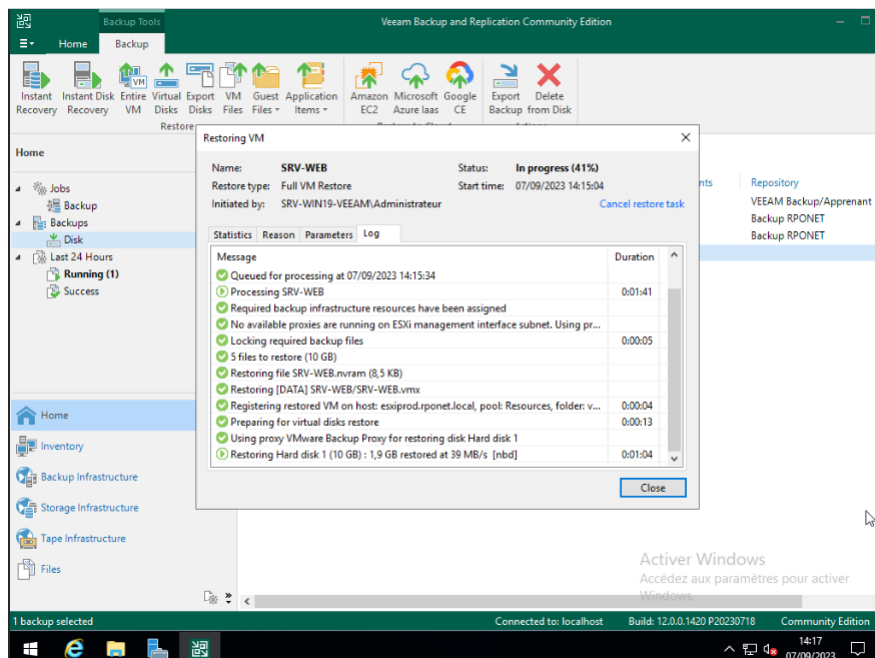 Backup Tools
Veeam Backup and Replication Community Edition
Home Backup
Instant Recovery
Instant Disk Recovery
Entire VM
Virtual Disks
Export Disks
VM Files
Guest Files
Application Items
Amazon EC2
Microsoft Azure Iaas
Google CE
Export Backup
Delete from Disk
Restore
Home
Jobs
Backup
Backups
Disk
Last 24 Hours
Running (1)
Success
Restoring VM
Name: SRV-WEB Status: In progress (41%)
Restore type: Full VM Restore Start time: 07/09/2023 14:15:04
Initiated by: SRV-WIN19-VEEAM\Administrateur Cancel restore task
Statistics Reason Parameters Log
Message Duration
Queued for processing at 07/09/2023 14:15:34
Processing SRV-WEB 0:01:41
Required backup infrastructure resources have been assigned
No available proxies are running on ESXi management interface subnet. Using pr...
Locking required backup files 0:00:05
5 files to restore (10 GB)
Restoring file SRV-WEB.nvram (8,5 KB)
Restoring [DATA] SRV-WEB/SRV-WEB.vmx
Registering restored VM on host: esxiprod.rponet.local, pool: Resources, folder: v... 0:00:04
Preparing for virtual disks restore 0:00:13
Using proxy VMware Backup Proxy for restoring disk Hard disk 1
Restoring Hard disk 1 (10 GB) : 1,9 GB restored at 39 MB/s [nbd] 0:01:04
Close
nts Repository
VEEAM Backup/Apprenant
Backup RPONET
Backup RPONET
Home
Inventory
Backup Infrastructure
Storage Infrastructure
Tape Infrastructure
Files
Activer Windows
Accédez aux paramètres pour activer
Windows.
1 backup selected
Connected to: localhost Build: 12.0.0.1420 P20230718 Community Edition
14:17
07/09/2023